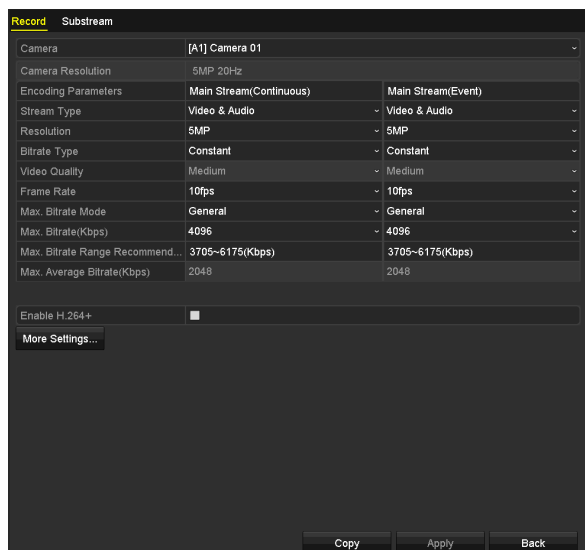 Record Substream
Camera [A1] Camera 01
Camera Resolution 5MP 20Hz
Encoding Parameters Main Stream(Continuous) Main Stream(Event)
Stream Type Video & Audio Video & Audio
Resolution 5MP 5MP
Bitrate Type Constant Constant
Video Quality Medium Medium
Frame Rate 10fps 10fps
Max. Bitrate Mode General General
Max. Bitrate(Kbps) 4096 4096
Max. Bitrate Range Recommend... 3705~6175(Kbps) 3705~6175(Kbps)
Max. Average Bitrate(Kbps) 2048 2048
Enable H.264+
More Settings...
Copy Apply Back